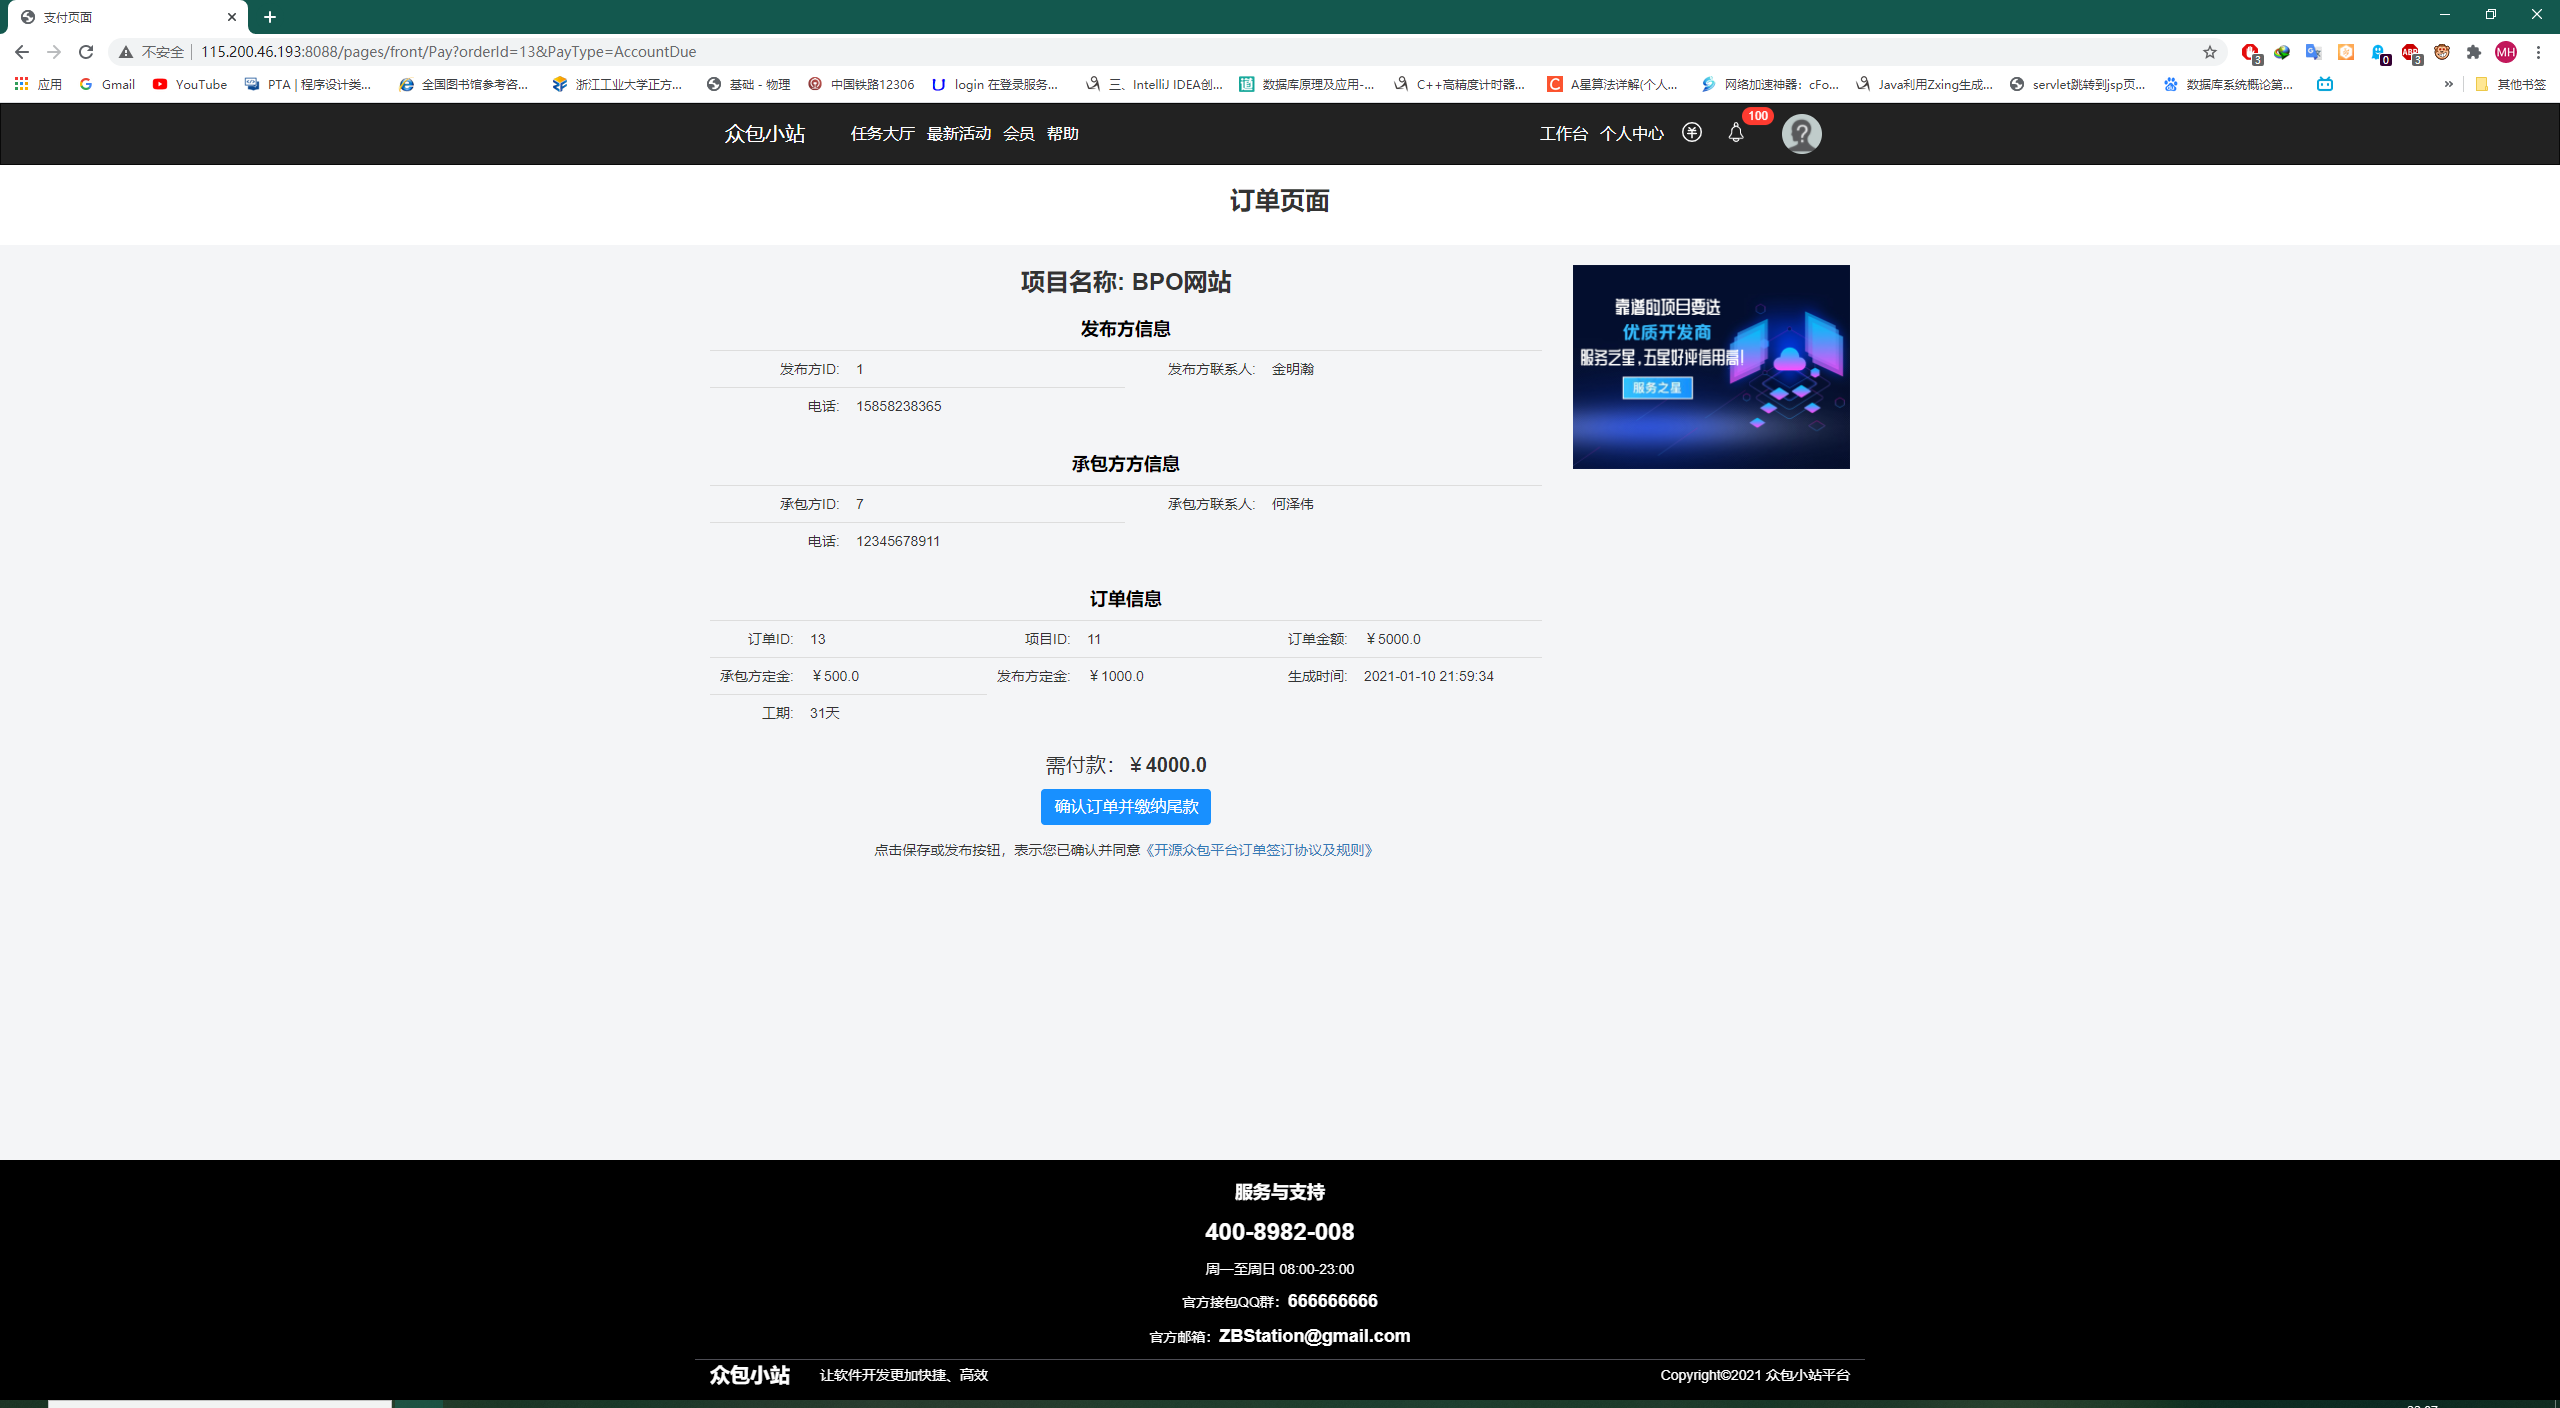 支付页面
不安全 115.200.46.193:8088/pages/front/Pay?orderId=13&PayType=AccountDue
3 0 ABP 3 MH
应用 Gmail YouTube PTA | 程序设计类... 全国图书馆参考咨... 浙江工业大学正方... 基础 - 物理 中国铁路12306 login 在登录服务... 三、IntelliJ IDEA创... 数据库原理及应用-... C++高精度计时器... A星算法详解(个人... 网络加速神器：cFo... Java利用Zxing生成... servlet跳转到jsp页... 数据库系统概论第... » 其他书签
众包小站 任务大厅 最新活动 会员 帮助 工作台 个人中心 100
订单页面
项目名称: BPO网站
发布方信息
发布方ID: 1 发布方联系人: 金明瀚
电话: 15858238365
承包方方信息
承包方ID: 7 承包方联系人: 何泽伟
电话: 12345678911
订单信息
订单ID: 13 项目ID: 11 订单金额: ￥5000.0
承包方定金: ￥500.0 发布方定金: ￥1000.0 生成时间: 2021-01-10 21:59:34
工期: 31天
需付款：￥4000.0
确认订单并缴纳尾款
点击保存或发布按钮，表示您已确认并同意《开源众包平台订单签订协议及规则》
靠谱的项目要选
优质开发商
服务之星,五星好评信用高!
服务之星
服务与支持
400-8982-008
周一至周日 08:00-23:00
官方接包QQ群：666666666
官方邮箱：ZBStation@gmail.com
众包小站 让软件开发更加快捷、高效 Copyright©2021 众包小站平台